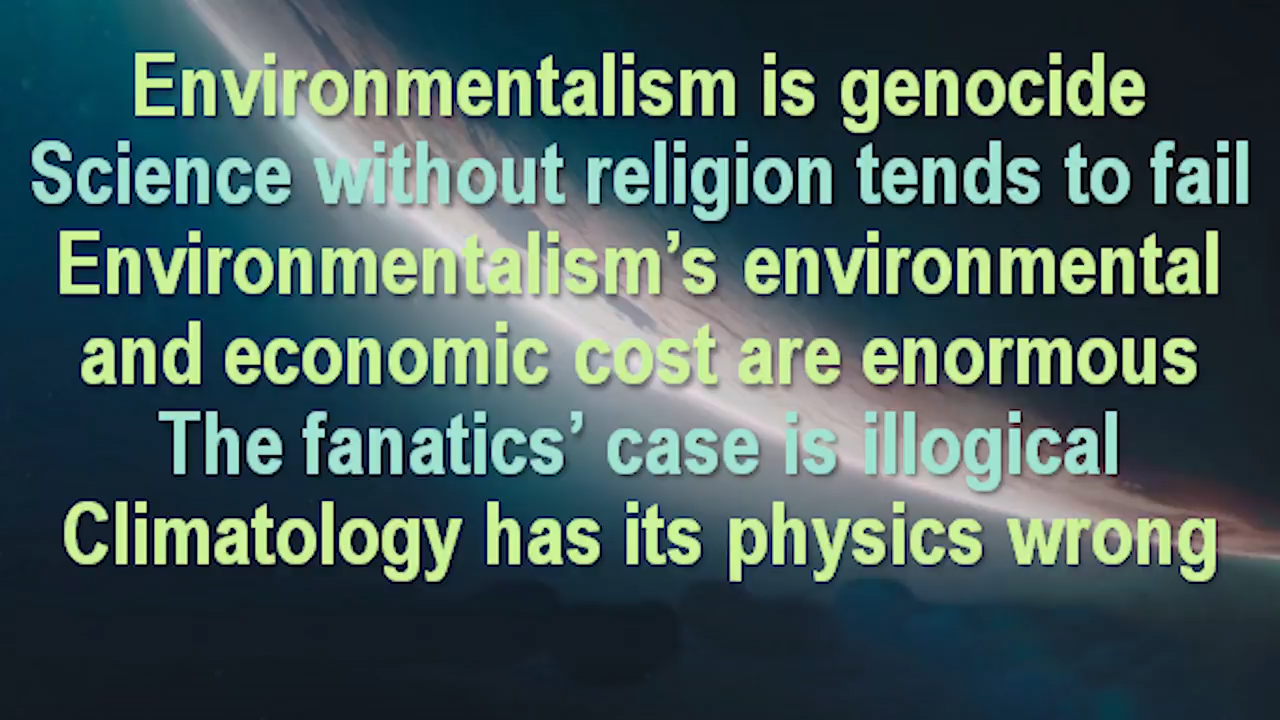 Environmentalism is genocide
Science without religion tends to fail
Environmentalism’s environmental
and economic cost are enormous
The fanatics’ case is illogical
Climatology has its physics wrong